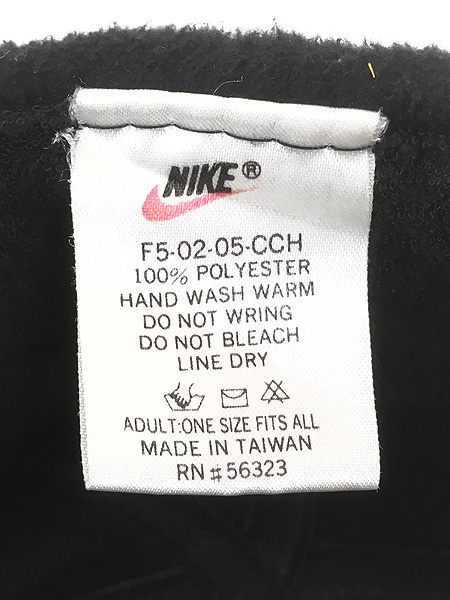 NIKE®
F5-02-05-CCH
100% POLYESTER
HAND WASH WARM
DO NOT WRING
DO NOT BLEACH
LINE DRY
ADULT:ONE SIZE FITS ALL
MADE IN TAIWAN
RN#56323